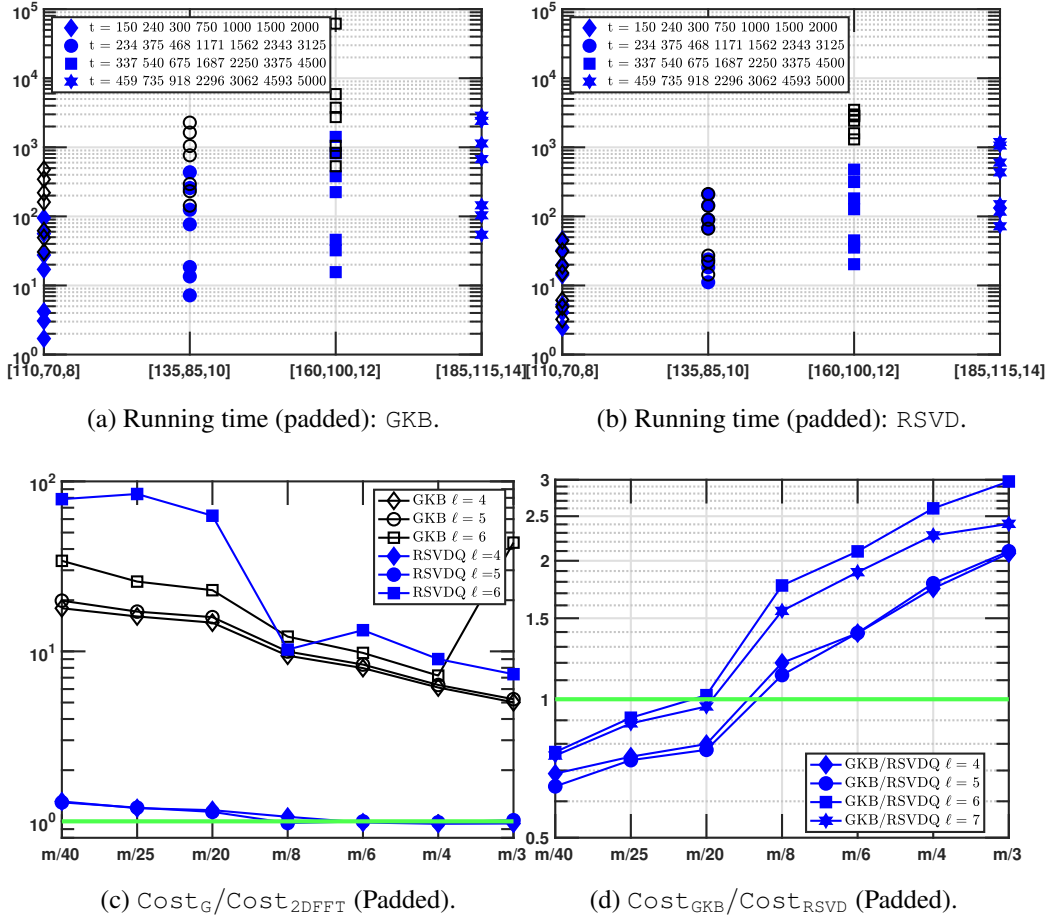 10^5
10^4
10^3
10^2
10^1
10^0
t = 150 240 300 750 1000 1500 2000
t = 234 375 468 1171 1562 2343 3125
t = 337 540 675 1687 2250 3375 4500
t = 459 735 918 2296 3062 4593 5000
[110,70,8] [135,85,10] [160,100,12] [185,115,14]
(a) Running time (padded): GKB.
10^5
10^4
10^3
10^2
10^1
10^0
t = 150 240 300 750 1000 1500 2000
t = 234 375 468 1171 1562 2343 3125
t = 337 540 675 1687 2250 3375 4500
t = 459 735 918 2296 3062 4593 5000
[110,70,8] [135,85,10] [160,100,12] [185,115,14]
(b) Running time (padded): RSVD.
10^2
10^1
10^0
GKB ℓ = 4
GKB ℓ = 5
GKB ℓ = 6
RSVDQ ℓ =4
RSVDQ ℓ =5
RSVDQ ℓ =6
m/40 m/25 m/20 m/8 m/6 m/4 m/3
(c) Cost_G/Cost_2DFFT (Padded).
3
2.5
2
1.5
1
0.5
GKB/RSVDQ ℓ = 4
GKB/RSVDQ ℓ = 5
GKB/RSVDQ ℓ = 6
GKB/RSVDQ ℓ = 7
m/40 m/25 m/20 m/8 m/6 m/4 m/3
(d) Cost_GKB/Cost_RSVD (Padded).